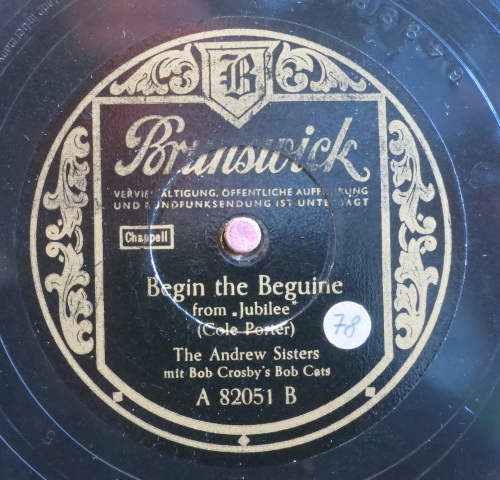 B
Brunswick
VERVIELFÄLTIGUNG, ÖFFENTLICHE AUFFÜHRUNG
UND RUNDFUNKSENDUNG IST UNTERSAGT
Chappell
Begin the Beguine
from „Jubilee”
(Cole Porter)
78
The Andrew Sisters
mit Bob Crosby's Bob Cats
A 82051 B